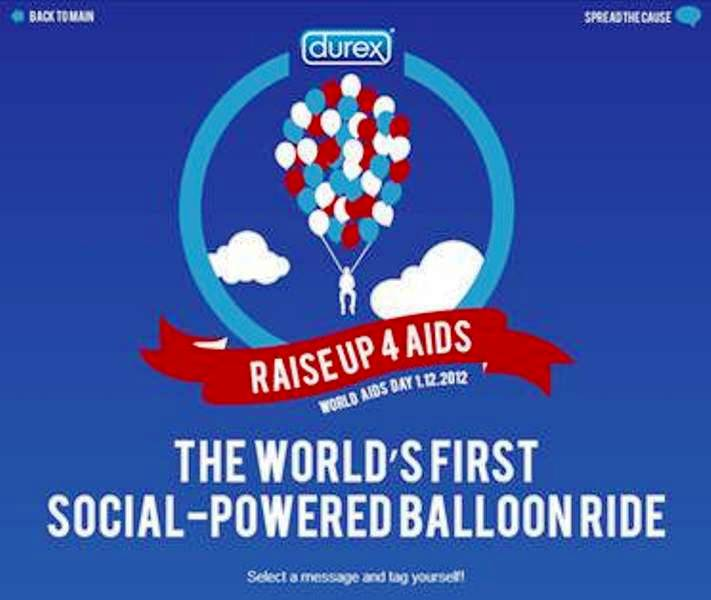 BACK TO MAIN
SPREAD THE CAUSE
durex
RAISE UP 4 AIDS
WORLD AIDS DAY 1.12.2012
THE WORLD'S FIRST
SOCIAL-POWERED BALLOON RIDE
Select a message and tag yourself!